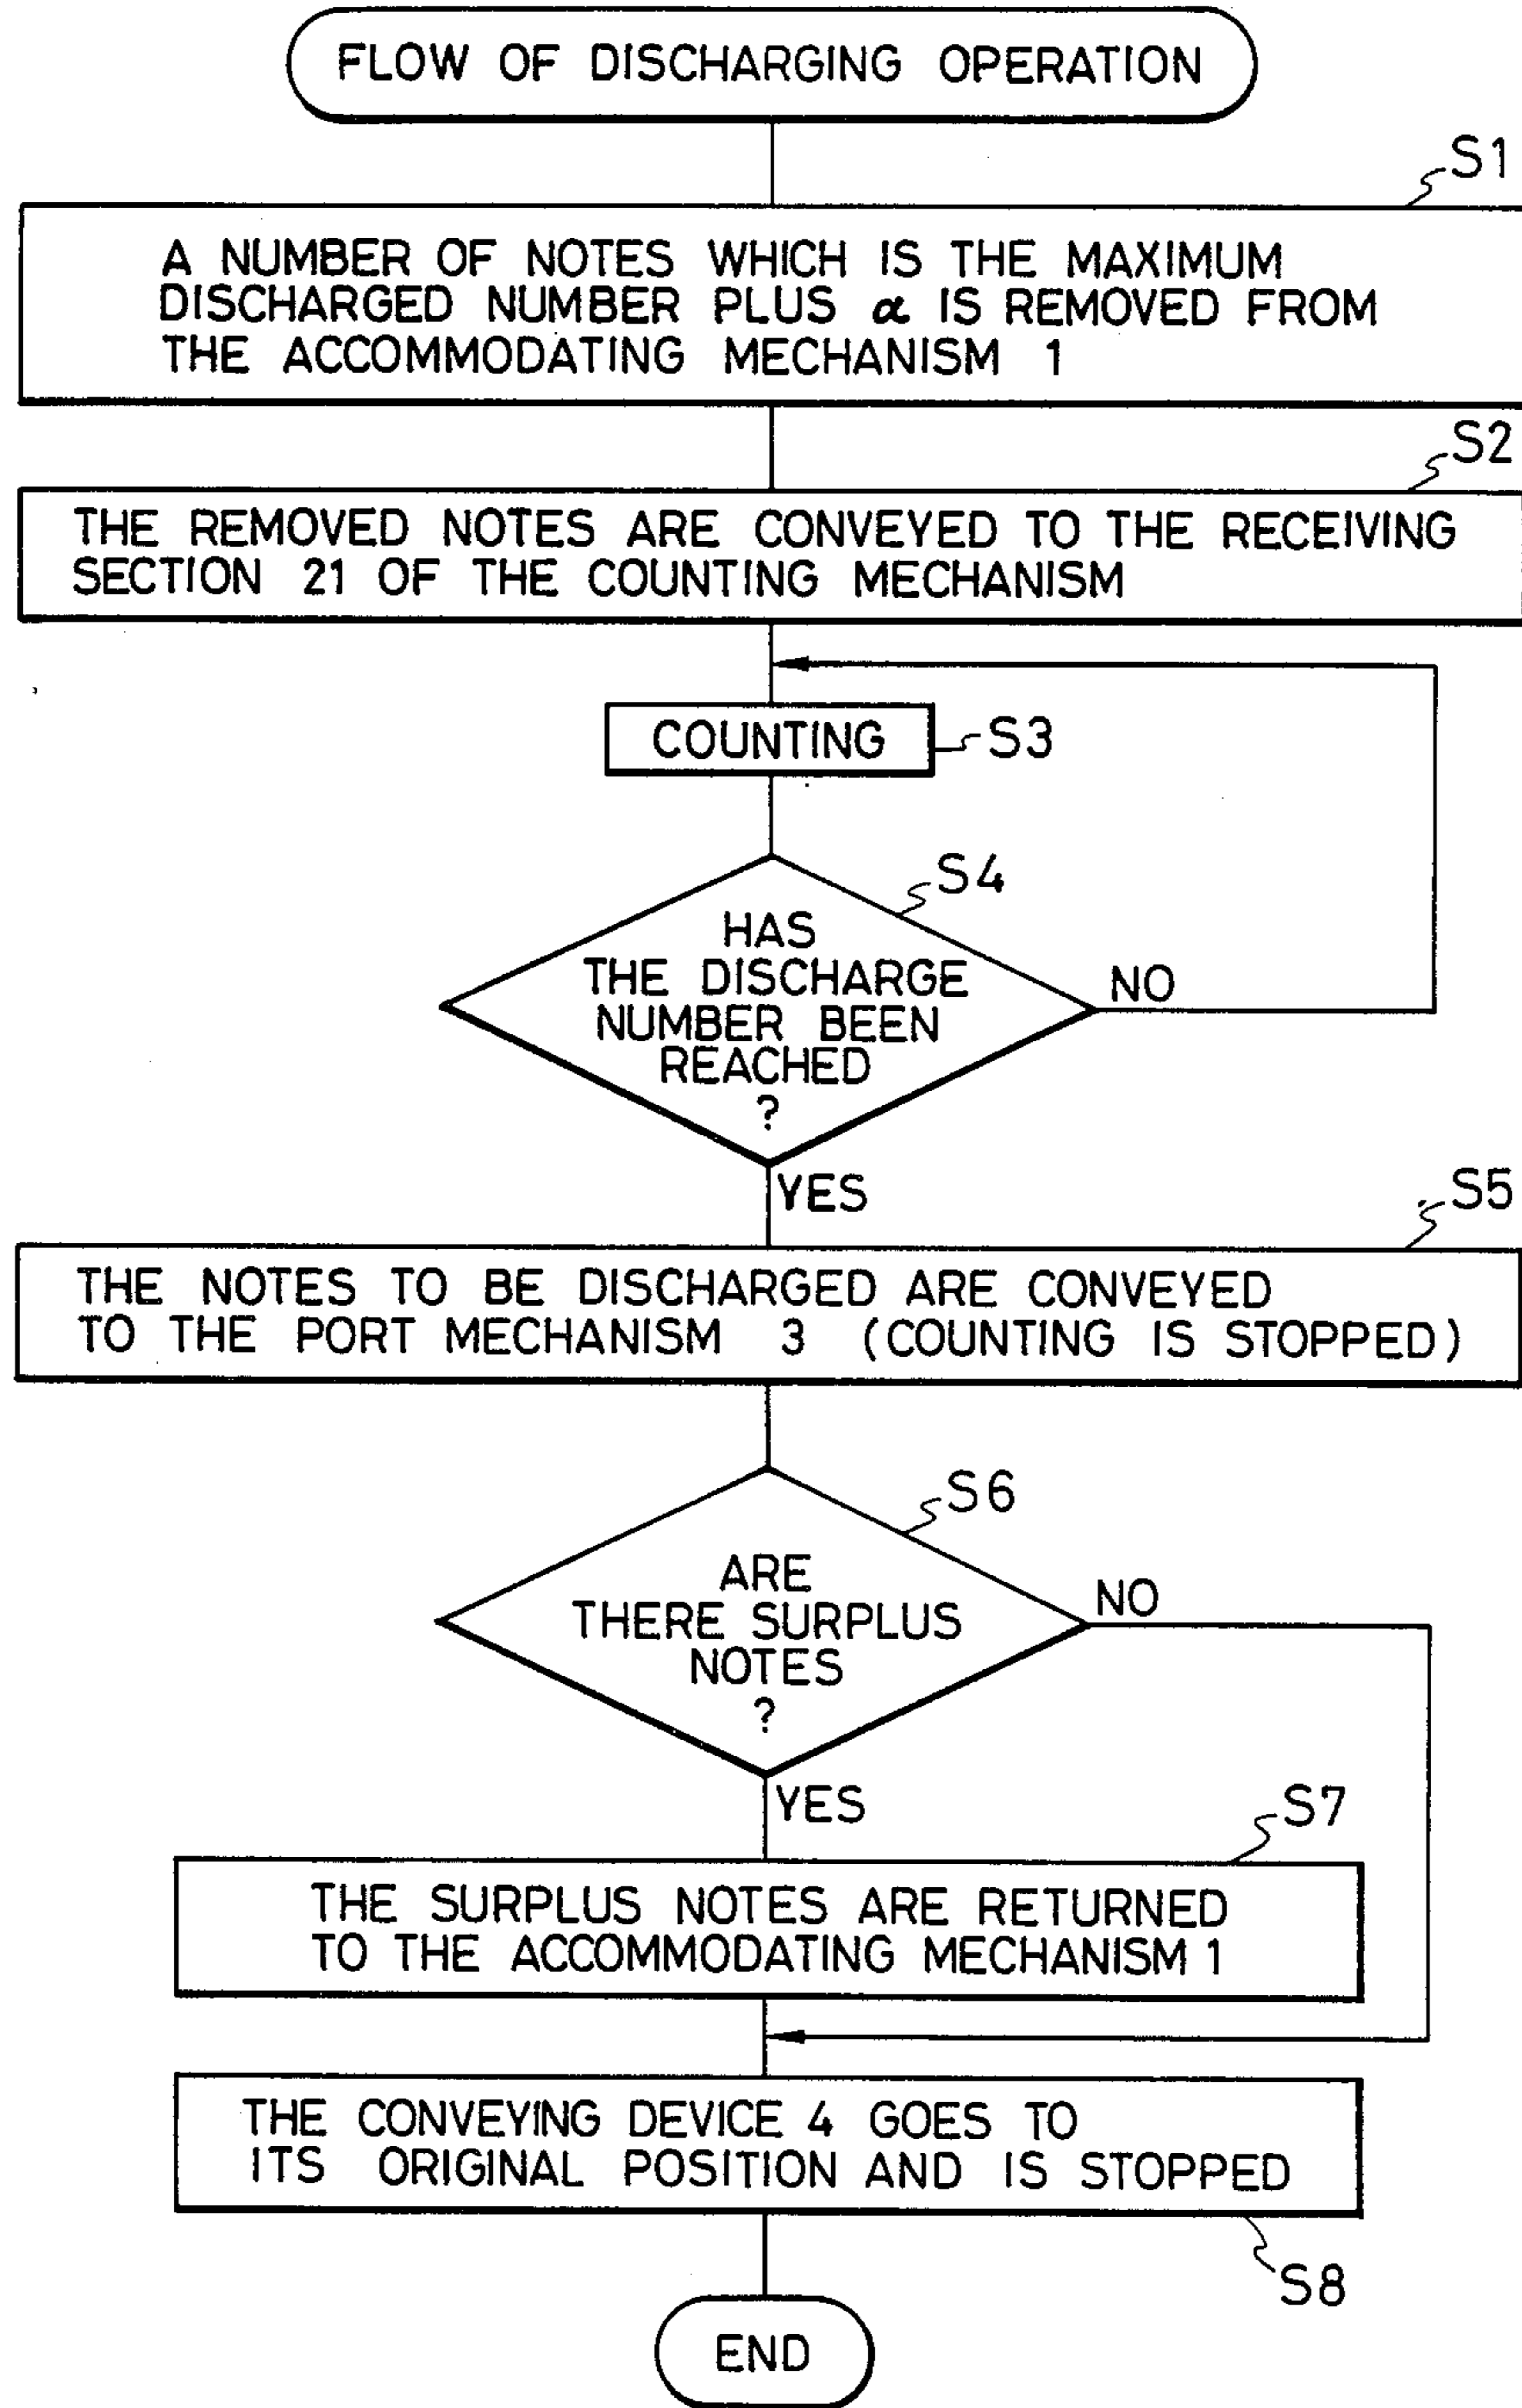 FLOW OF DISCHARGING OPERATION
S1
A NUMBER OF NOTES WHICH IS THE MAXIMUM
DISCHARGED NUMBER PLUS α IS REMOVED FROM
THE ACCOMMODATING MECHANISM 1
S2
THE REMOVED NOTES ARE CONVEYED TO THE RECEIVING
SECTION 21 OF THE COUNTING MECHANISM
COUNTING
S3
S4
HAS
THE DISCHARGE
NUMBER BEEN
REACHED
?
NO
YES
S5
THE NOTES TO BE DISCHARGED ARE CONVEYED
TO THE PORT MECHANISM 3 (COUNTING IS STOPPED)
S6
ARE
THERE SURPLUS
NOTES
?
NO
YES
S7
THE SURPLUS NOTES ARE RETURNED
TO THE ACCOMMODATING MECHANISM 1
THE CONVEYING DEVICE 4 GOES TO
ITS ORIGINAL POSITION AND IS STOPPED
S8
END